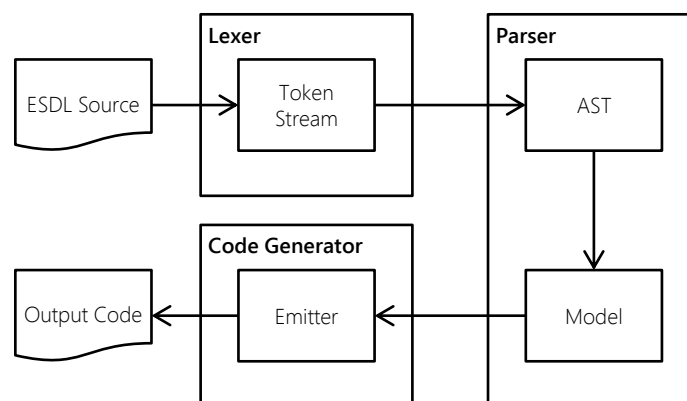 Lexer
Parser
ESDL Source
Token
Stream
AST
Code Generator
Output Code
Emitter
Model